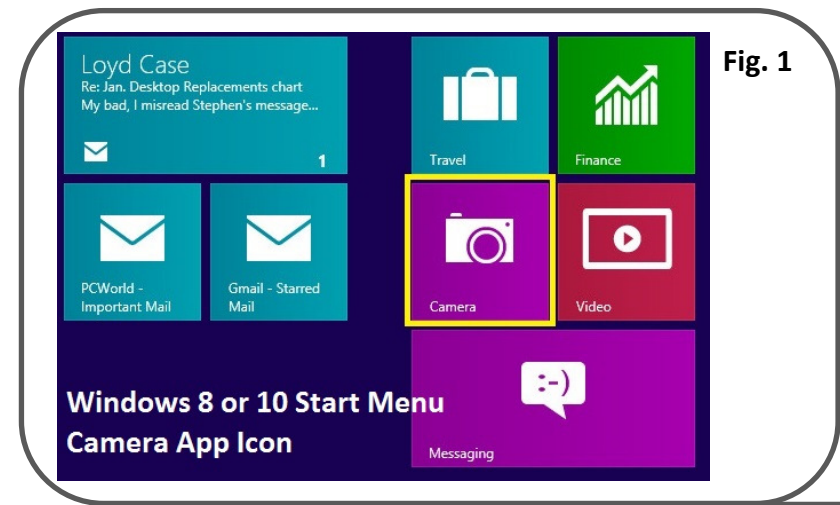 Fig. 1
Loyd Case
Re: Jan. Desktop Replacements chart
My bad, I misread Stephen's message...
1
Travel
Finance
PCWorld -
Important Mail
Gmail - Starred
Mail
Camera
Video
:-)
Messaging
Windows 8 or 10 Start Menu
Camera App Icon